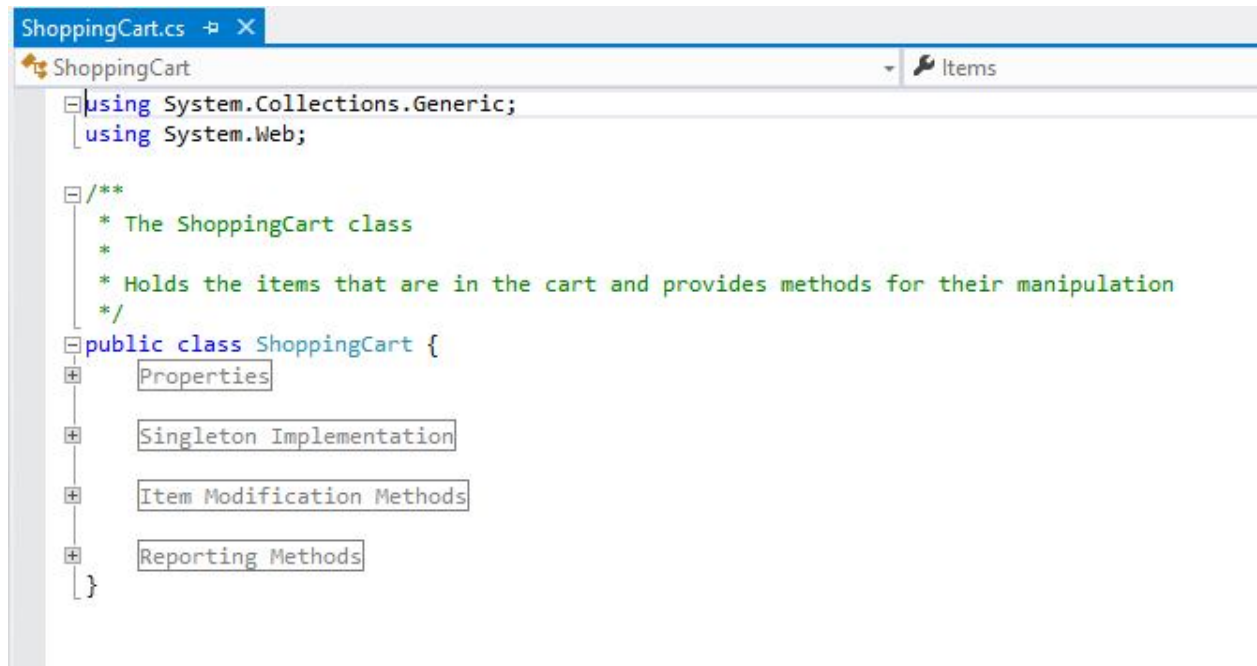 ShoppingCart.cs
ShoppingCart Items
using System.Collections.Generic;
using System.Web;
/**
* The ShoppingCart class
*
* Holds the items that are in the cart and provides methods for their manipulation
*/
public class ShoppingCart {
Properties
Singleton Implementation
Item Modification Methods
Reporting Methods
}